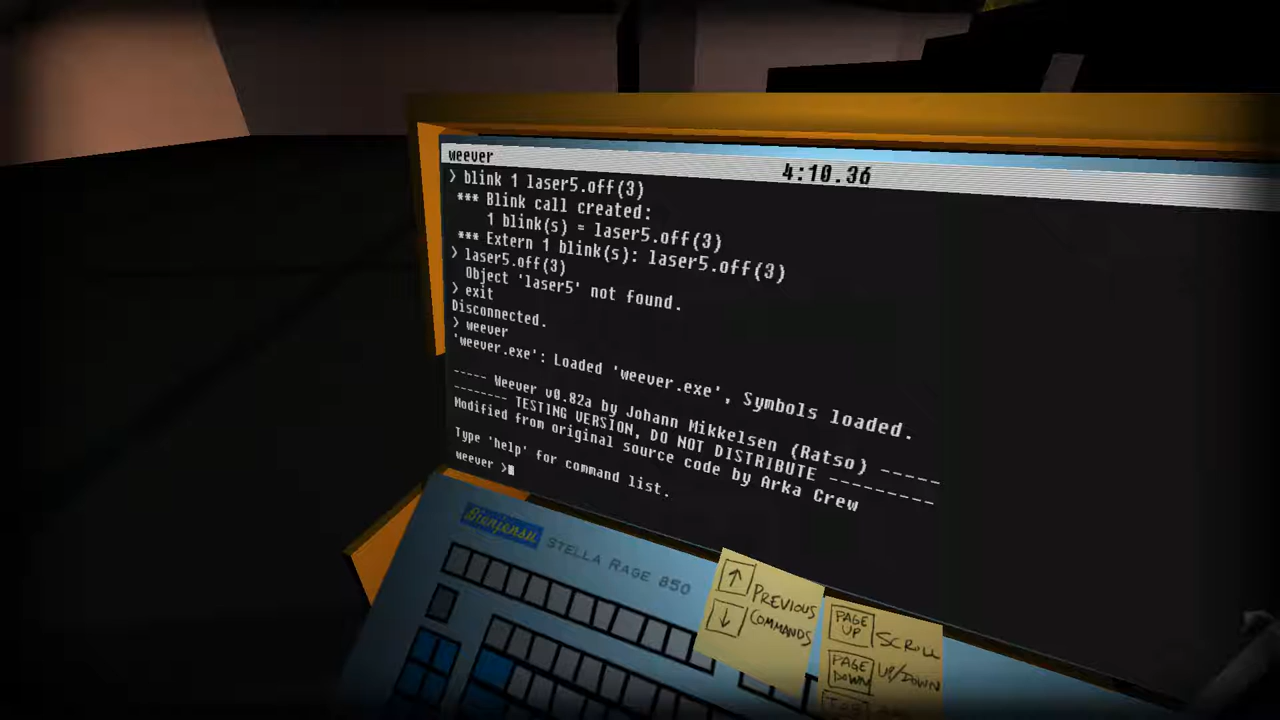 weever
4:10.36
> blink 1 laser5.off(3)
*** Blink call created:
1 blink(s) = laser5.off(3)
*** Extern 1 blink(s): laser5.off(3)
> laser5.off(3)
Object 'laser5' not found.
> exit
Disconnected.
> weever
'weever.exe': Loaded 'weever.exe', Symbols loaded.
----- Weever v0.82a by Johann Mikkelsen (Ratso) -----
-------- TESTING VERSION, DO NOT DISTRIBUTE ---------
Modified from original source code by Arka Crew
Type 'help' for command list.
weever >
STELLA RAGE 850
↑ PREVIOUS
↓ COMMANDS
PAGE UP SCROLL
PAGE DOWN UP/DOWN